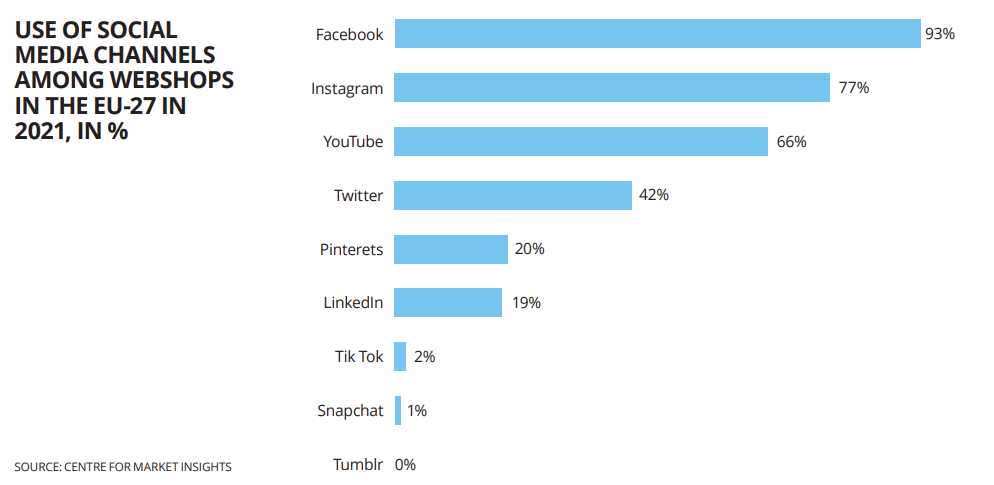 USE OF SOCIAL
MEDIA CHANNELS
AMONG WEBSHOPS
IN THE EU-27 IN
2021, IN %
Facebook 93%
Instagram 77%
YouTube 66%
Twitter 42%
Pinterets 20%
LinkedIn 19%
Tik Tok 2%
Snapchat 1%
Tumblr 0%
SOURCE: CENTRE FOR MARKET INSIGHTS